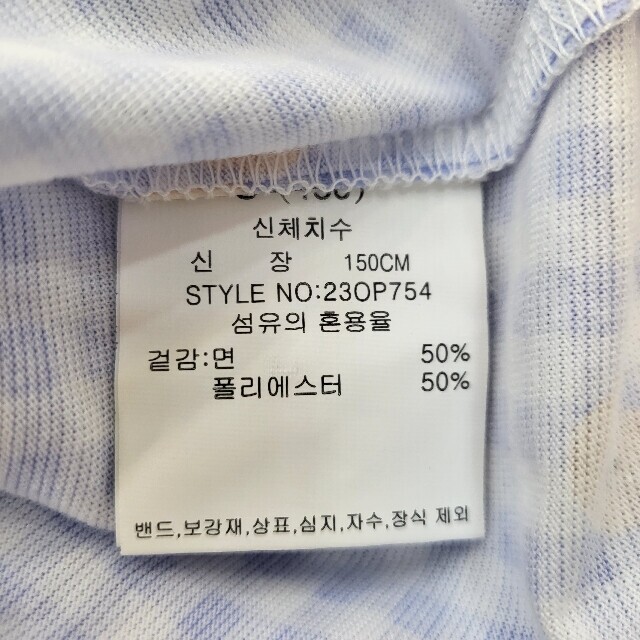 신체치수
신 장 150CM
STYLE NO:23OP754
섬유의 혼용율
겉감:면 50%
폴리에스터 50%
밴드,보강재,상표,심지,자수,장식 제외